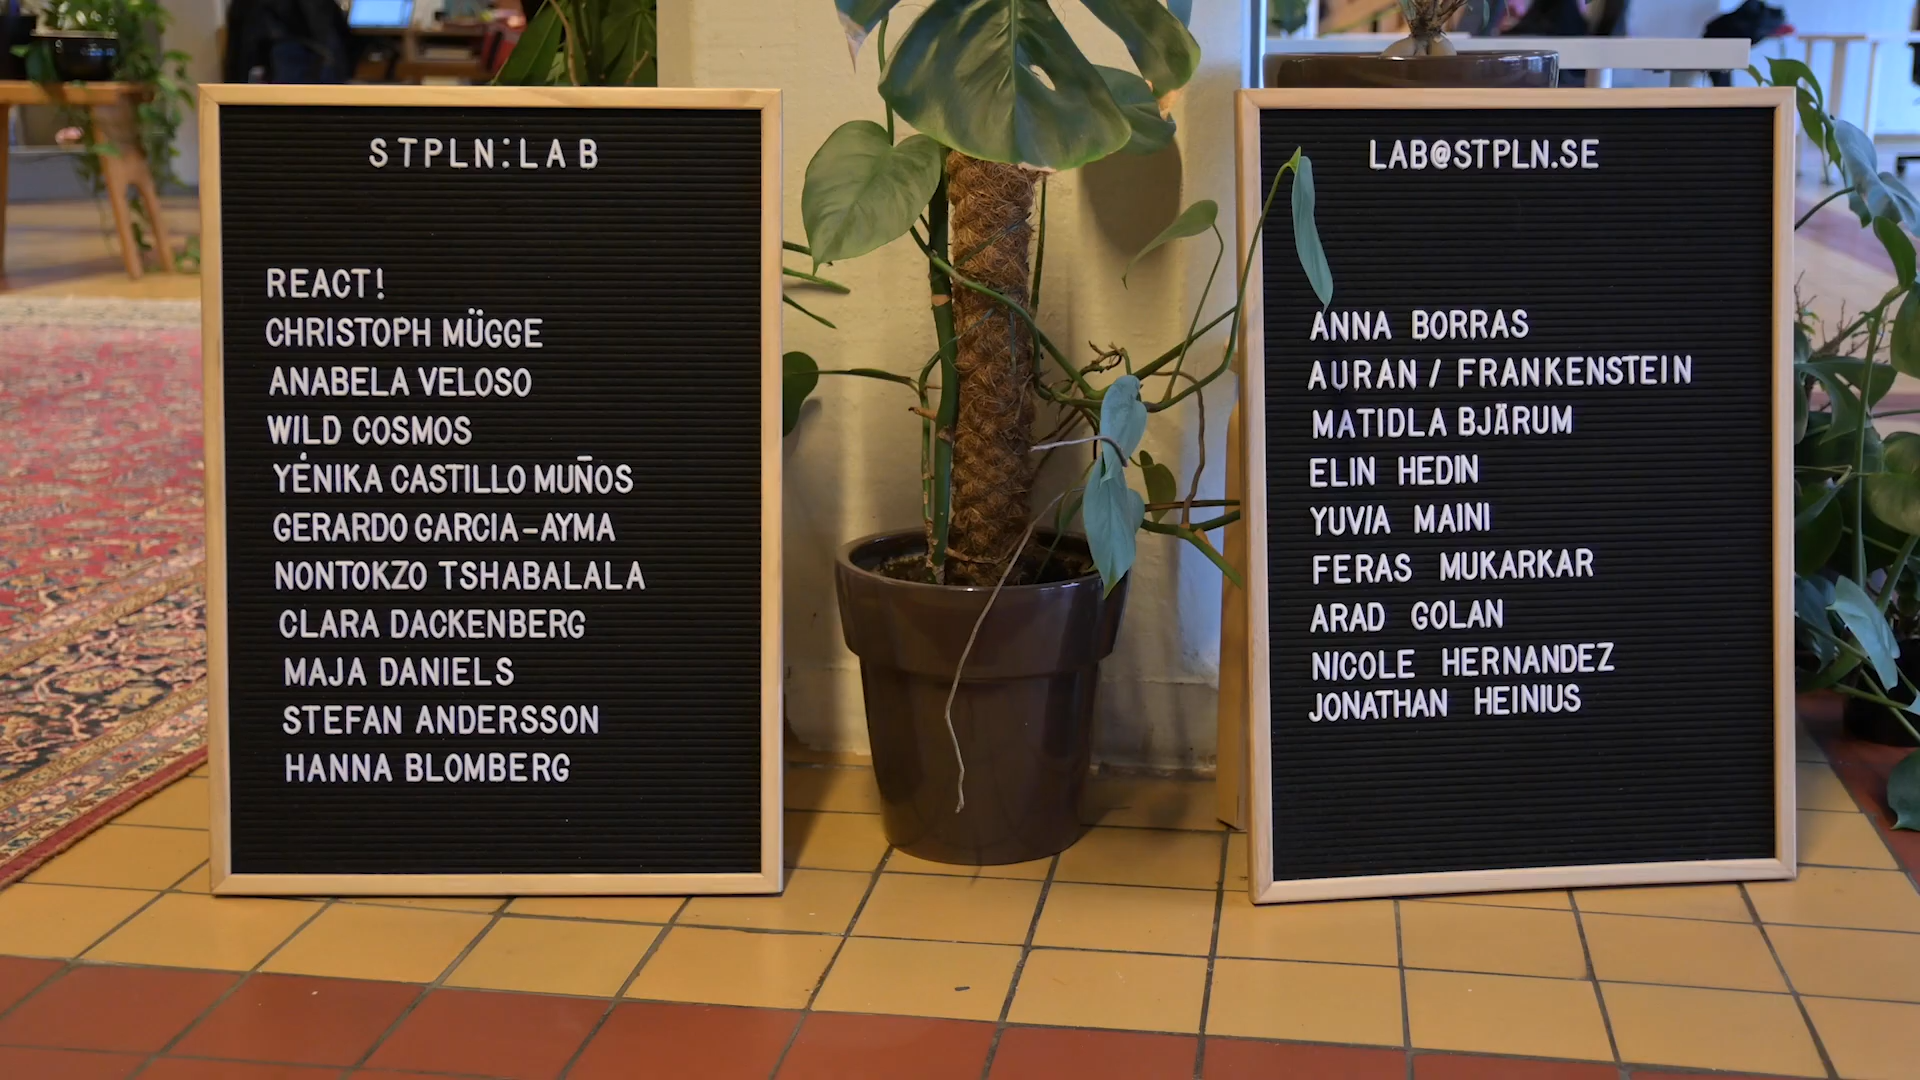 STPLN:LAB
REACT!
CHRISTOPH MÜGGE
ANABELA VELOSO
WILD COSMOS
YÉNIKA CASTILLO MUÑOS
GERARDO GARCIA-AYMA
NONTOKZO TSHABALALA
CLARA DACKENBERG
MAJA DANIELS
STEFAN ANDERSSON
HANNA BLOMBERG
LAB@STPLN.SE
ANNA BORRAS
AURAN / FRANKENSTEIN
MATIDLA BJÄRUM
ELIN HEDIN
YUVIA MAINI
FERAS MUKARKAR
ARAD GOLAN
NICOLE HERNANDEZ
JONATHAN HEINIUS